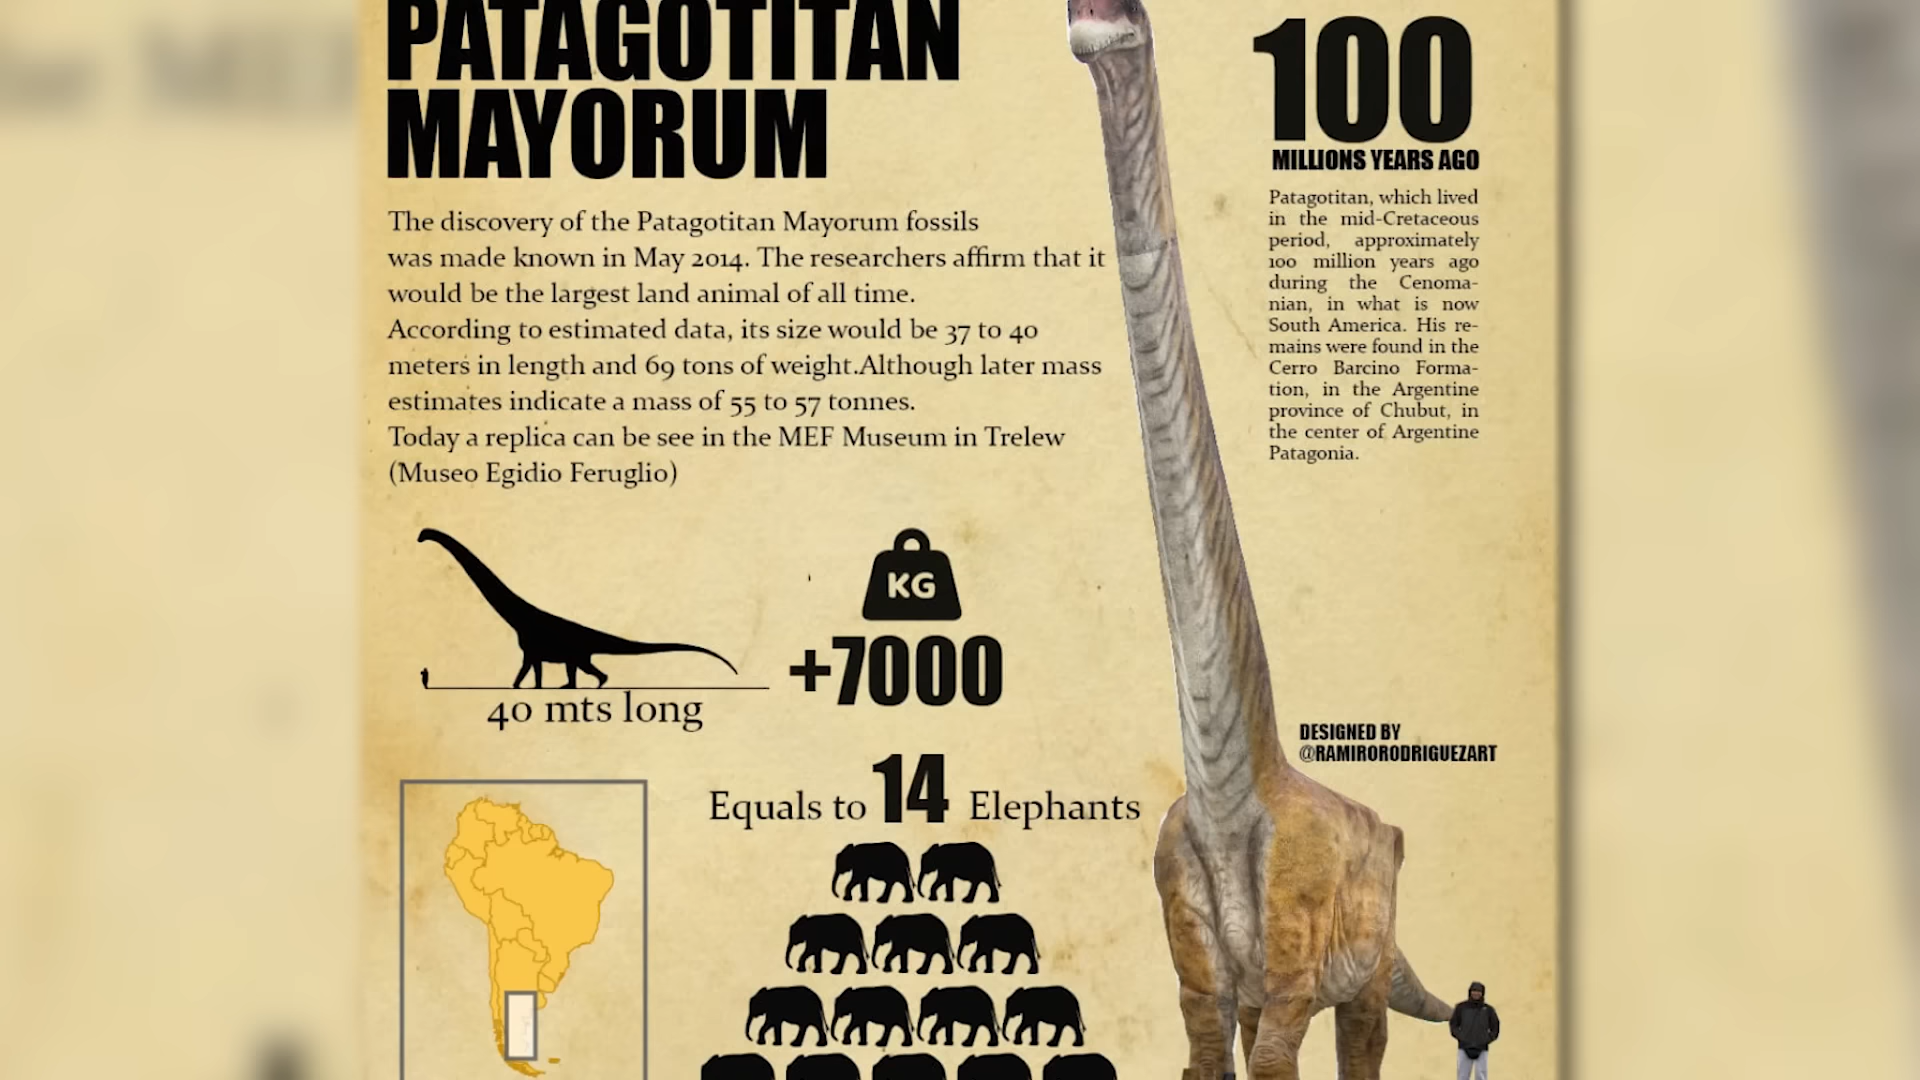 PATAGOTITAN
MAYORUM
The discovery of the Patagotitan Mayorum fossils
was made known in May 2014. The researchers affirm that it
would be the largest land animal of all time.
According to estimated data, its size would be 37 to 40
meters in length and 69 tons of weight.Although later mass
estimates indicate a mass of 55 to 57 tonnes.
Today a replica can be see in the MEF Museum in Trelew
(Museo Egidio Feruglio)
40 mts long
KG
+7000
Equals to 14 Elephants
100
MILLIONS YEARS AGO
Patagotitan, which lived
in the mid-Cretaceous
period, approximately
100 million years ago
during the Cenoma-
nian, in what is now
South America. His re-
mains were found in the
Cerro Barcino Forma-
tion, in the Argentine
province of Chubut, in
the center of Argentine
Patagonia.
DESIGNED BY
@RAMIRORODRIGUEZART